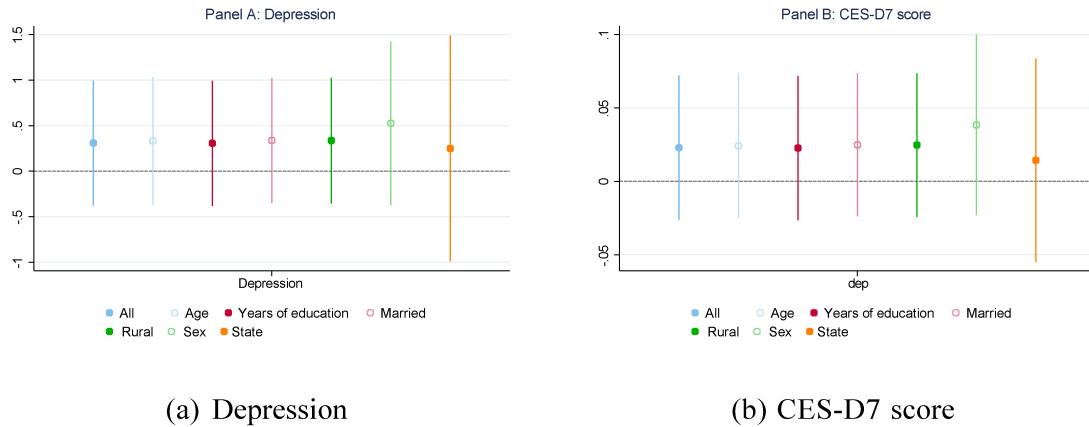 Panel A: Depression
1.5
1
.5
0
-.5
-1
Depression
All Age Years of education Married
Rural Sex State
(a) Depression
Panel B: CES-D7 score
.1
.05
0
-.05
dep
All Age Years of education Married
Rural Sex State
(b) CES-D7 score